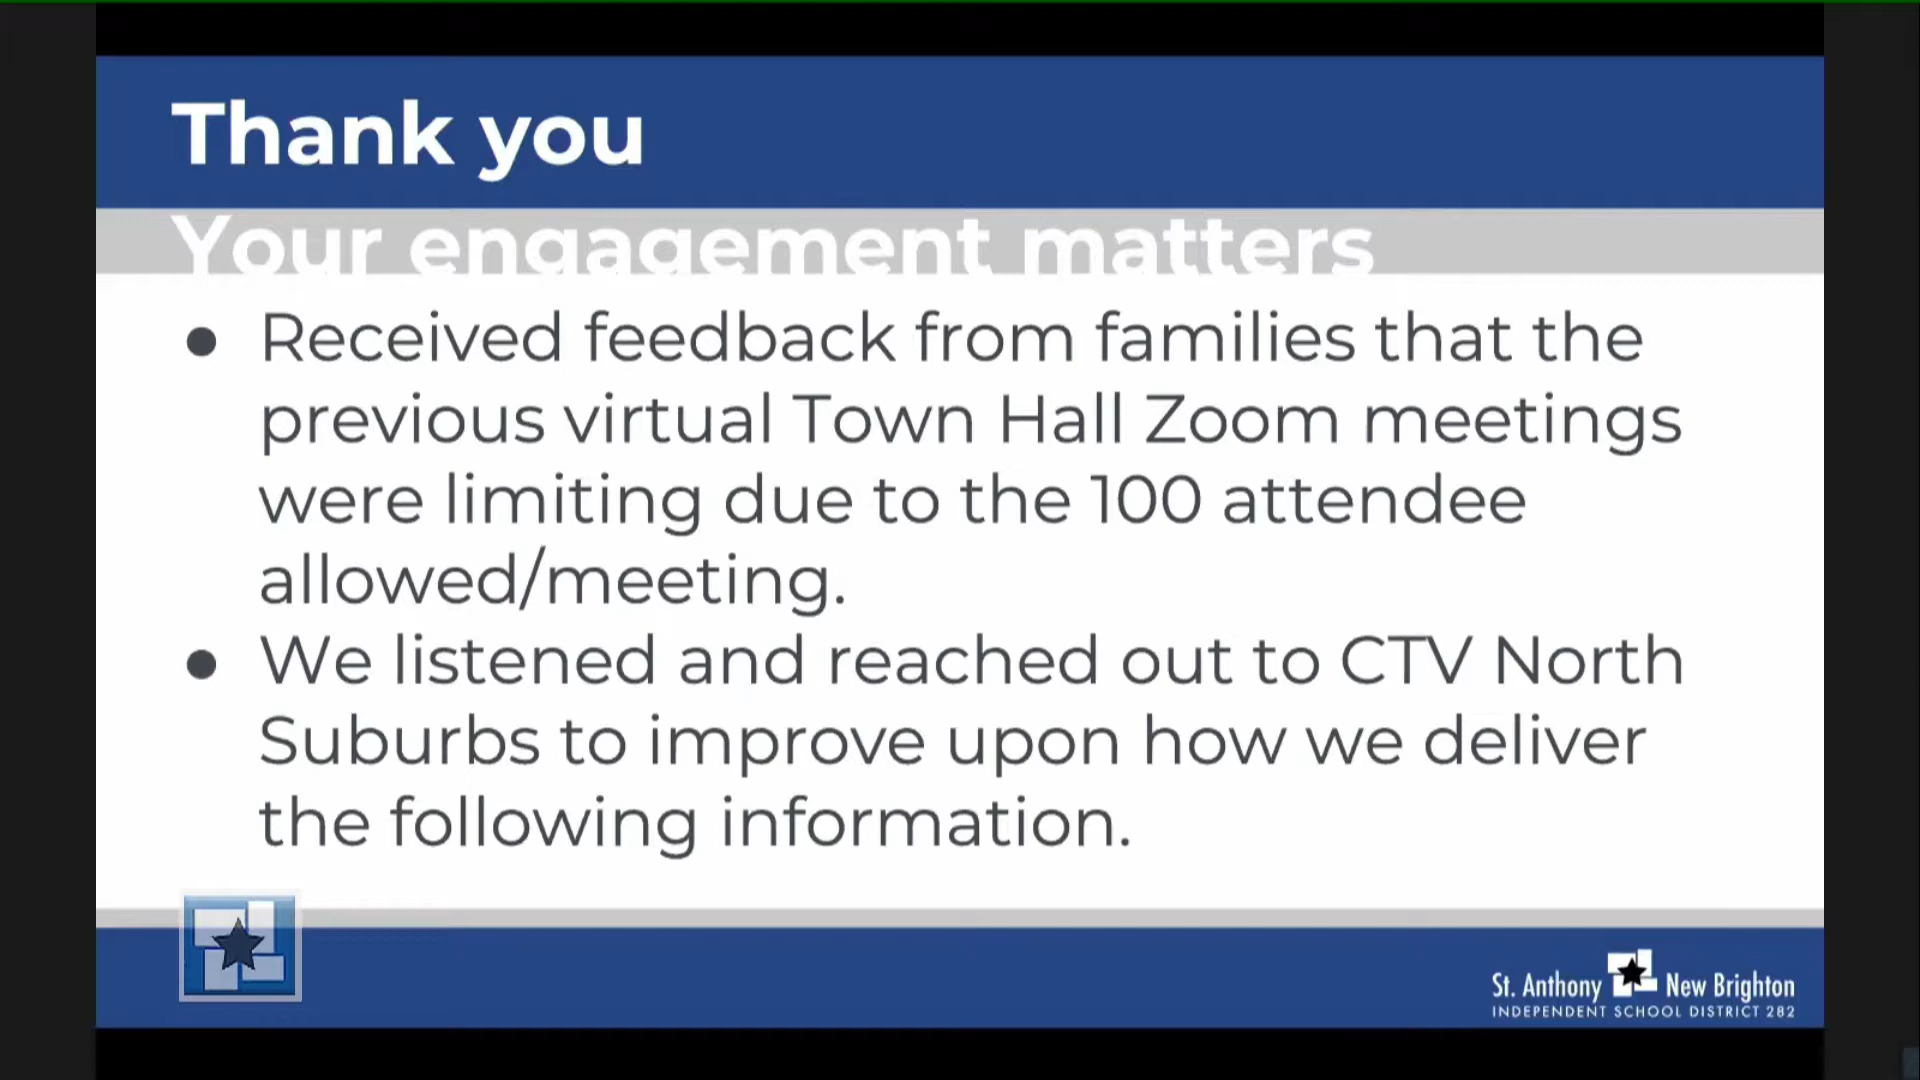 Thank you
Your engagement matters
● Received feedback from families that the
previous virtual Town Hall Zoom meetings
were limiting due to the 100 attendee
allowed/meeting.
● We listened and reached out to CTV North
Suburbs to improve upon how we deliver
the following information.
St. Anthony New Brighton
INDEPENDENT SCHOOL DISTRICT 282